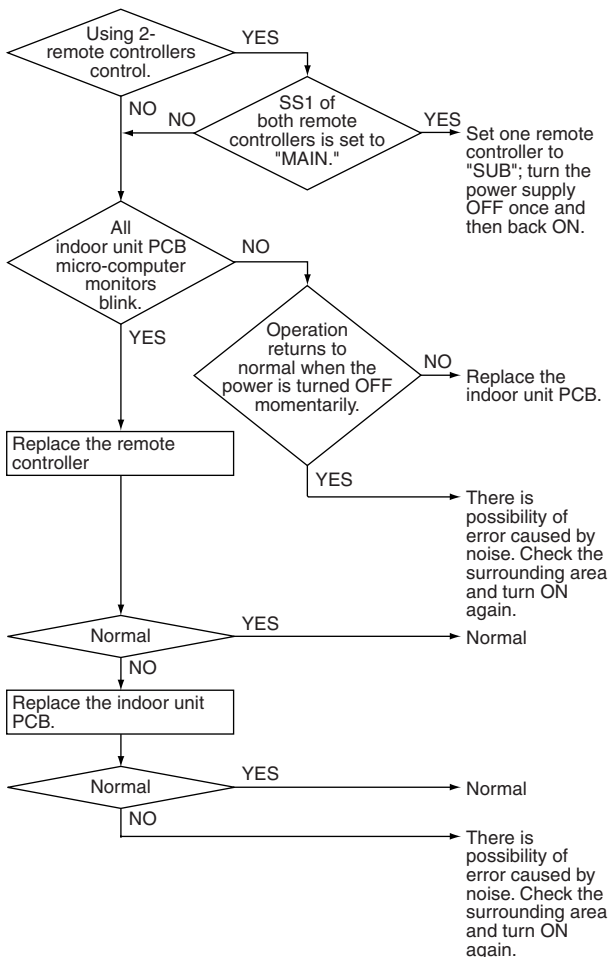 Using 2-
remote controllers
control.
YES
NO
SS1 of
both remote
controllers is set to
"MAIN."
NO
YES
Set one remote
controller to
"SUB"; turn the
power supply
OFF once and
then back ON.
All
indoor unit PCB
micro-computer
monitors
blink.
NO
YES
Operation
returns to
normal when the
power is turned OFF
momentarily.
NO
Replace the
indoor unit PCB.
YES
There is
possibility of
error caused by
noise. Check the
surrounding area
and turn ON
again.
Replace the remote
controller
Normal
YES
Normal
NO
Replace the indoor unit
PCB.
Normal
YES
Normal
NO
There is
possibility of
error caused by
noise. Check the
surrounding area
and turn ON
again.